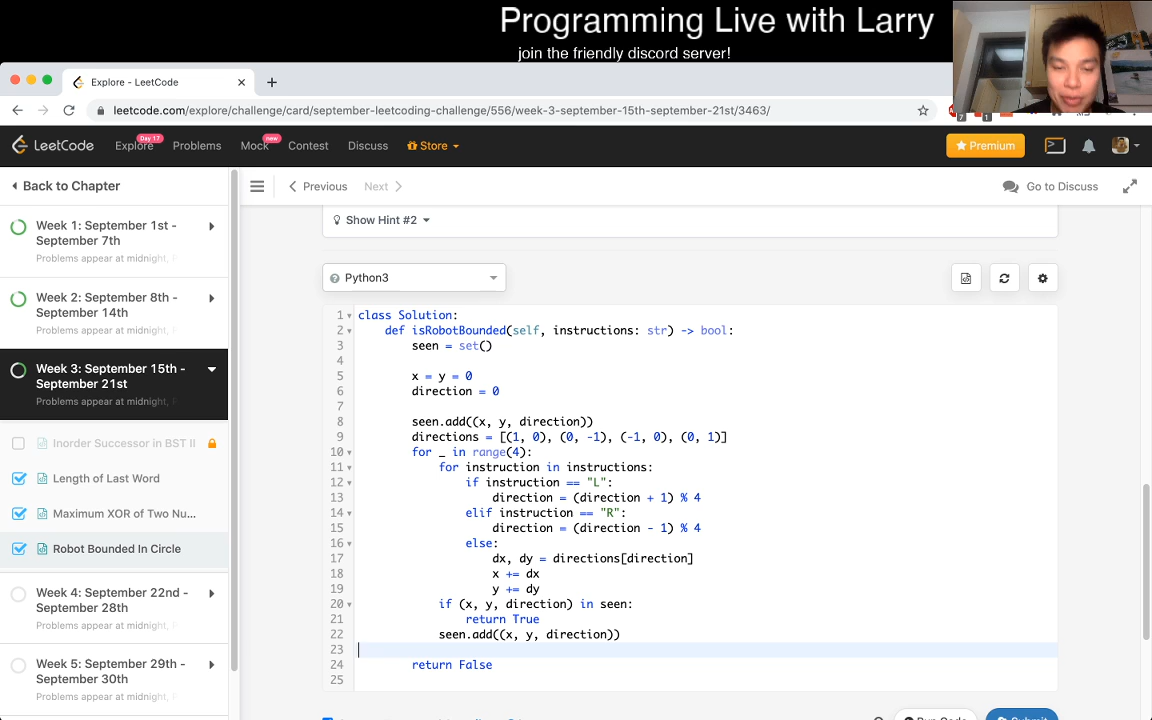 Programming Live with Larry
join the friendly discord server!
Explore - LeetCode
leetcode.com/explore/challenge/card/september-leetcoding-challenge/556/week-3-september-15th-september-21st/3463/
LeetCode
Explore
Day 17
Problems
Mock
new
Contest
Discuss
Store
Premium
Back to Chapter
Previous
Next
Go to Discuss
Week 1: September 1st -
September 7th
Problems appear at midnight,
Week 2: September 8th -
September 14th
Problems appear at midnight,
Week 3: September 15th -
September 21st
Problems appear at midnight,
Inorder Successor in BST II
Length of Last Word
Maximum XOR of Two Nu...
Robot Bounded In Circle
Week 4: September 22nd -
September 28th
Problems appear at midnight,
Week 5: September 29th -
September 30th
Problems appear at midnight,
Show Hint #2
Python3
1 class Solution:
2 def isRobotBounded(self, instructions: str) -> bool:
3 seen = set()
4
5 x = y = 0
6 direction = 0
7
8 seen.add((x, y, direction))
9 directions = [(1, 0), (0, -1), (-1, 0), (0, 1)]
10 for _ in range(4):
11 for instruction in instructions:
12 if instruction == "L":
13 direction = (direction + 1) % 4
14 elif instruction == "R":
15 direction = (direction - 1) % 4
16 else:
17 dx, dy = directions[direction]
18 x += dx
19 y += dy
20 if (x, y, direction) in seen:
21 return True
22 seen.add((x, y, direction))
23
24 return False
25
Run Code
Submit